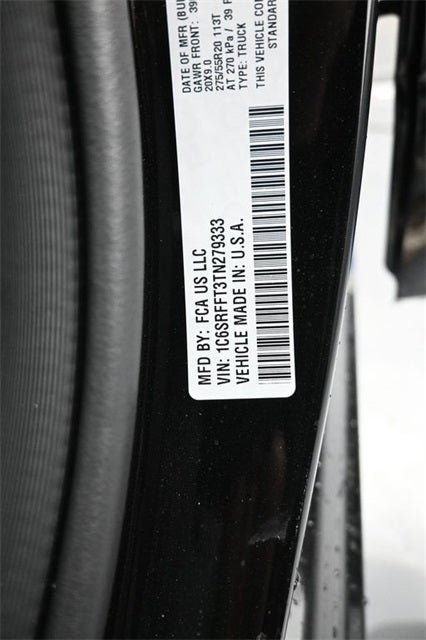 MFD BY: FCA US LLC
VIN: 1C6SRFFT3TN279333
VEHICLE MADE IN: U.S.A.
DATE OF MFR
GAWR FRONT: 39
20X9.0
275/55R20 113T
AT 270 kPa / 39
TYPE: TRUCK
THIS VEHICLE
STANDAR